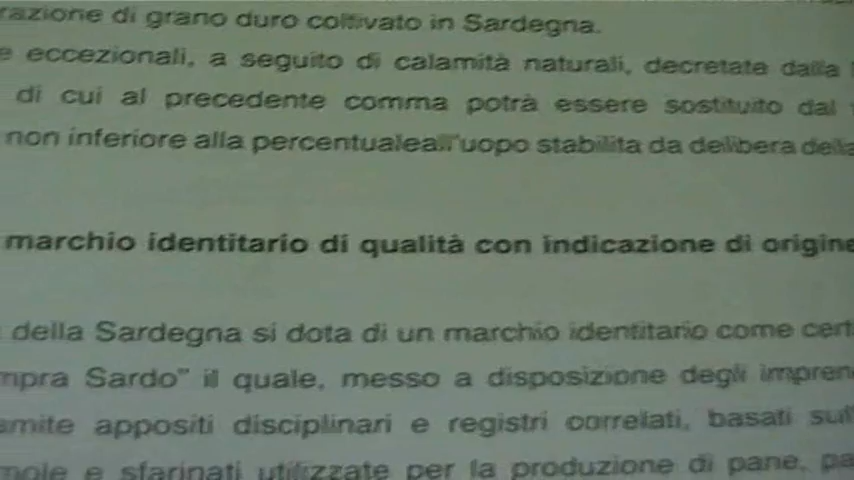 razione di grano duro coltivato in Sardegna.
e eccezionali, a seguito di calamità naturali, decretate dalla
di cui al precedente comma potrà essere sostituito dal
non inferiore alla percentualeall'uopo stabilita da delibera della
marchio identitario di qualità con indicazione di origine
della Sardegna si dota di un marchio identitario come cert
mpra Sardo" il quale, messo a disposizione degli impren
amite appositi disciplinari e registri correlati, basati sul
mole e sfarinati utilizzate per la produzione di pane, pa